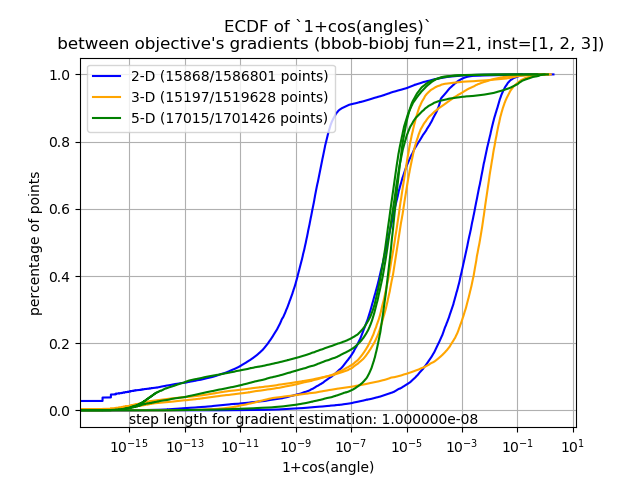 ECDF of `1+cos(angles)`
between objective's gradients (bbob-biobj fun=21, inst=[1, 2, 3])
1.0
0.8
0.6
0.4
0.2
0.0
percentage of points
2-D (15868/1586801 points)
3-D (15197/1519628 points)
5-D (17015/1701426 points)
step length for gradient estimation: 1.000000e-08
10⁻¹⁵ 10⁻¹³ 10⁻¹¹ 10⁻⁹ 10⁻⁷ 10⁻⁵ 10⁻³ 10⁻¹ 10¹
1+cos(angle)